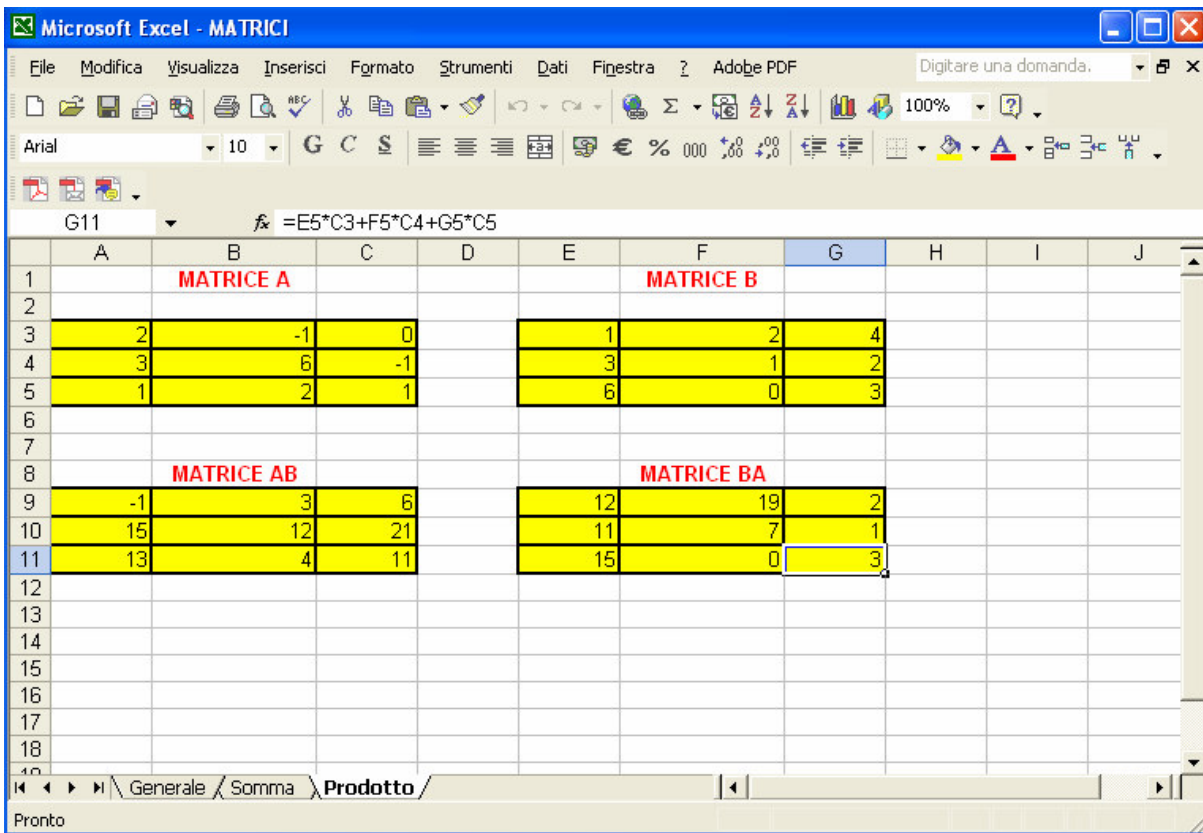 Microsoft Excel - MATRICI
File Modifica Visualizza Inserisci Formato Strumenti Dati Finestra ? Adobe PDF Digitare una domanda.
100%
Arial 10 G C S
G11 fx =E5*C3+F5*C4+G5*C5
A B C D E F G H I J
1 MATRICE A MATRICE B
2
3 2 -1 0 1 2 4
4 3 6 -1 3 1 2
5 1 2 1 6 0 3
6
7
8 MATRICE AB MATRICE BA
9 -1 3 6 12 19 2
10 15 12 21 11 7 1
11 13 4 11 15 0 3
12
13
14
15
16
17
18
Generale Somma Prodotto
Pronto